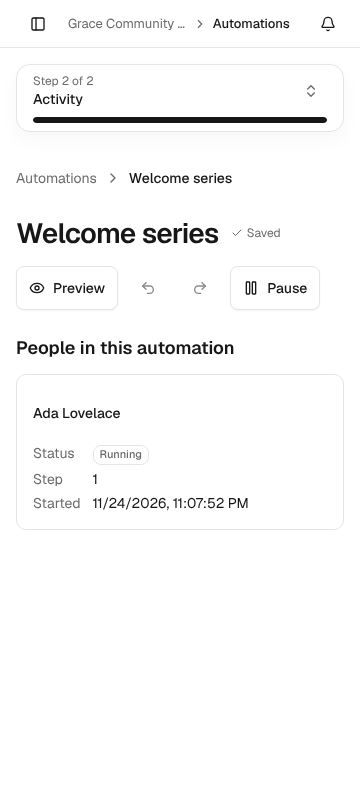 Grace Community ... > Automations
Step 2 of 2
Activity
Automations > Welcome series
Welcome series
Saved
Preview
Pause
People in this automation
Ada Lovelace
Status Running
Step 1
Started 11/24/2026, 11:07:52 PM